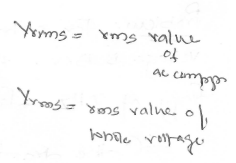 Vrms = rms value
of
ac compo
Vrms = rms value of
whole voltage